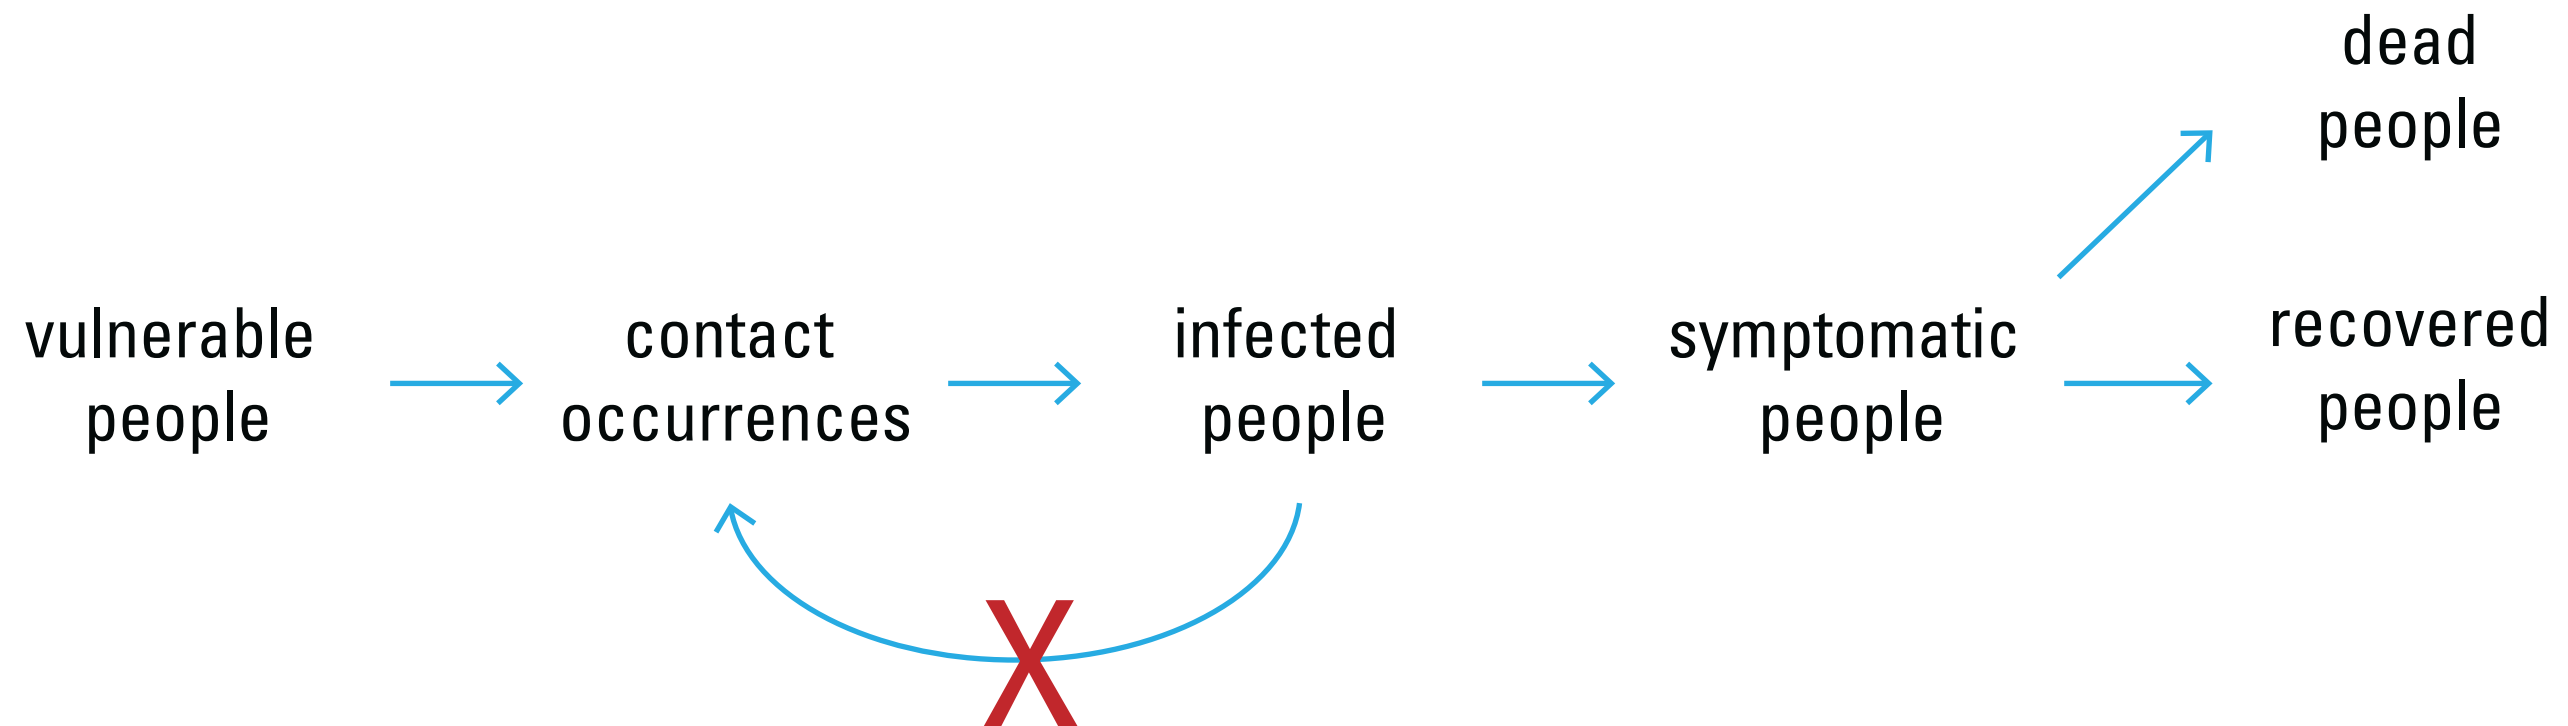 dead
people
vulnerable
people
contact
occurrences
infected
people
symptomatic
people
recovered
people
X